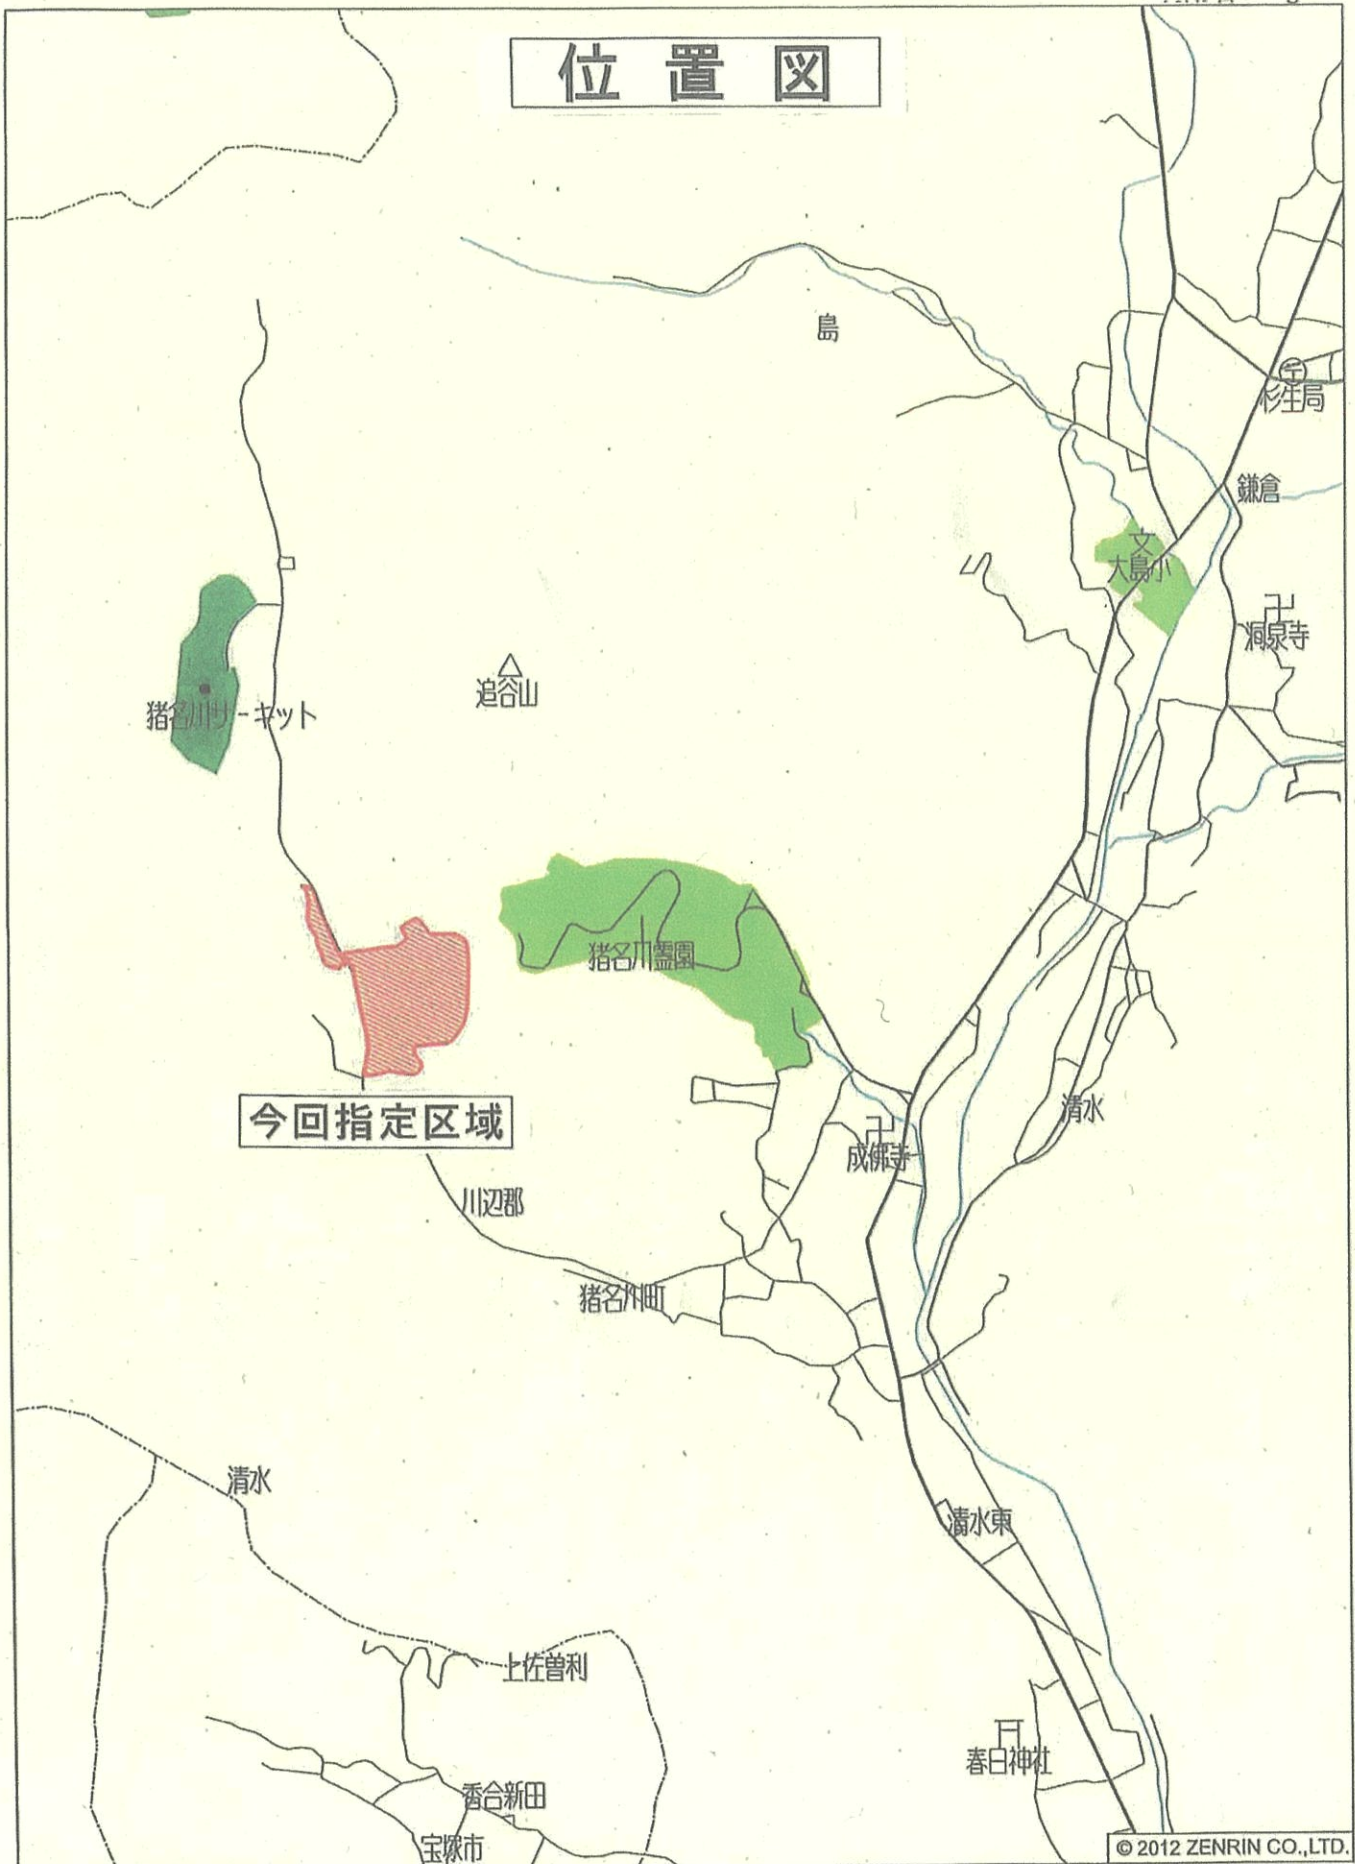 位置図
島
杉生局
鎌倉
文
大島小
卍
洞泉寺
追谷山
猪名川サーキット
猪名川霊園
清水
今回指定区域
卍
成佛寺
川辺郡
猪名川町
清水
清水東
上佐曽利
春日神社
香合新田
宝塚市
© 2012 ZENRIN CO.,LTD.